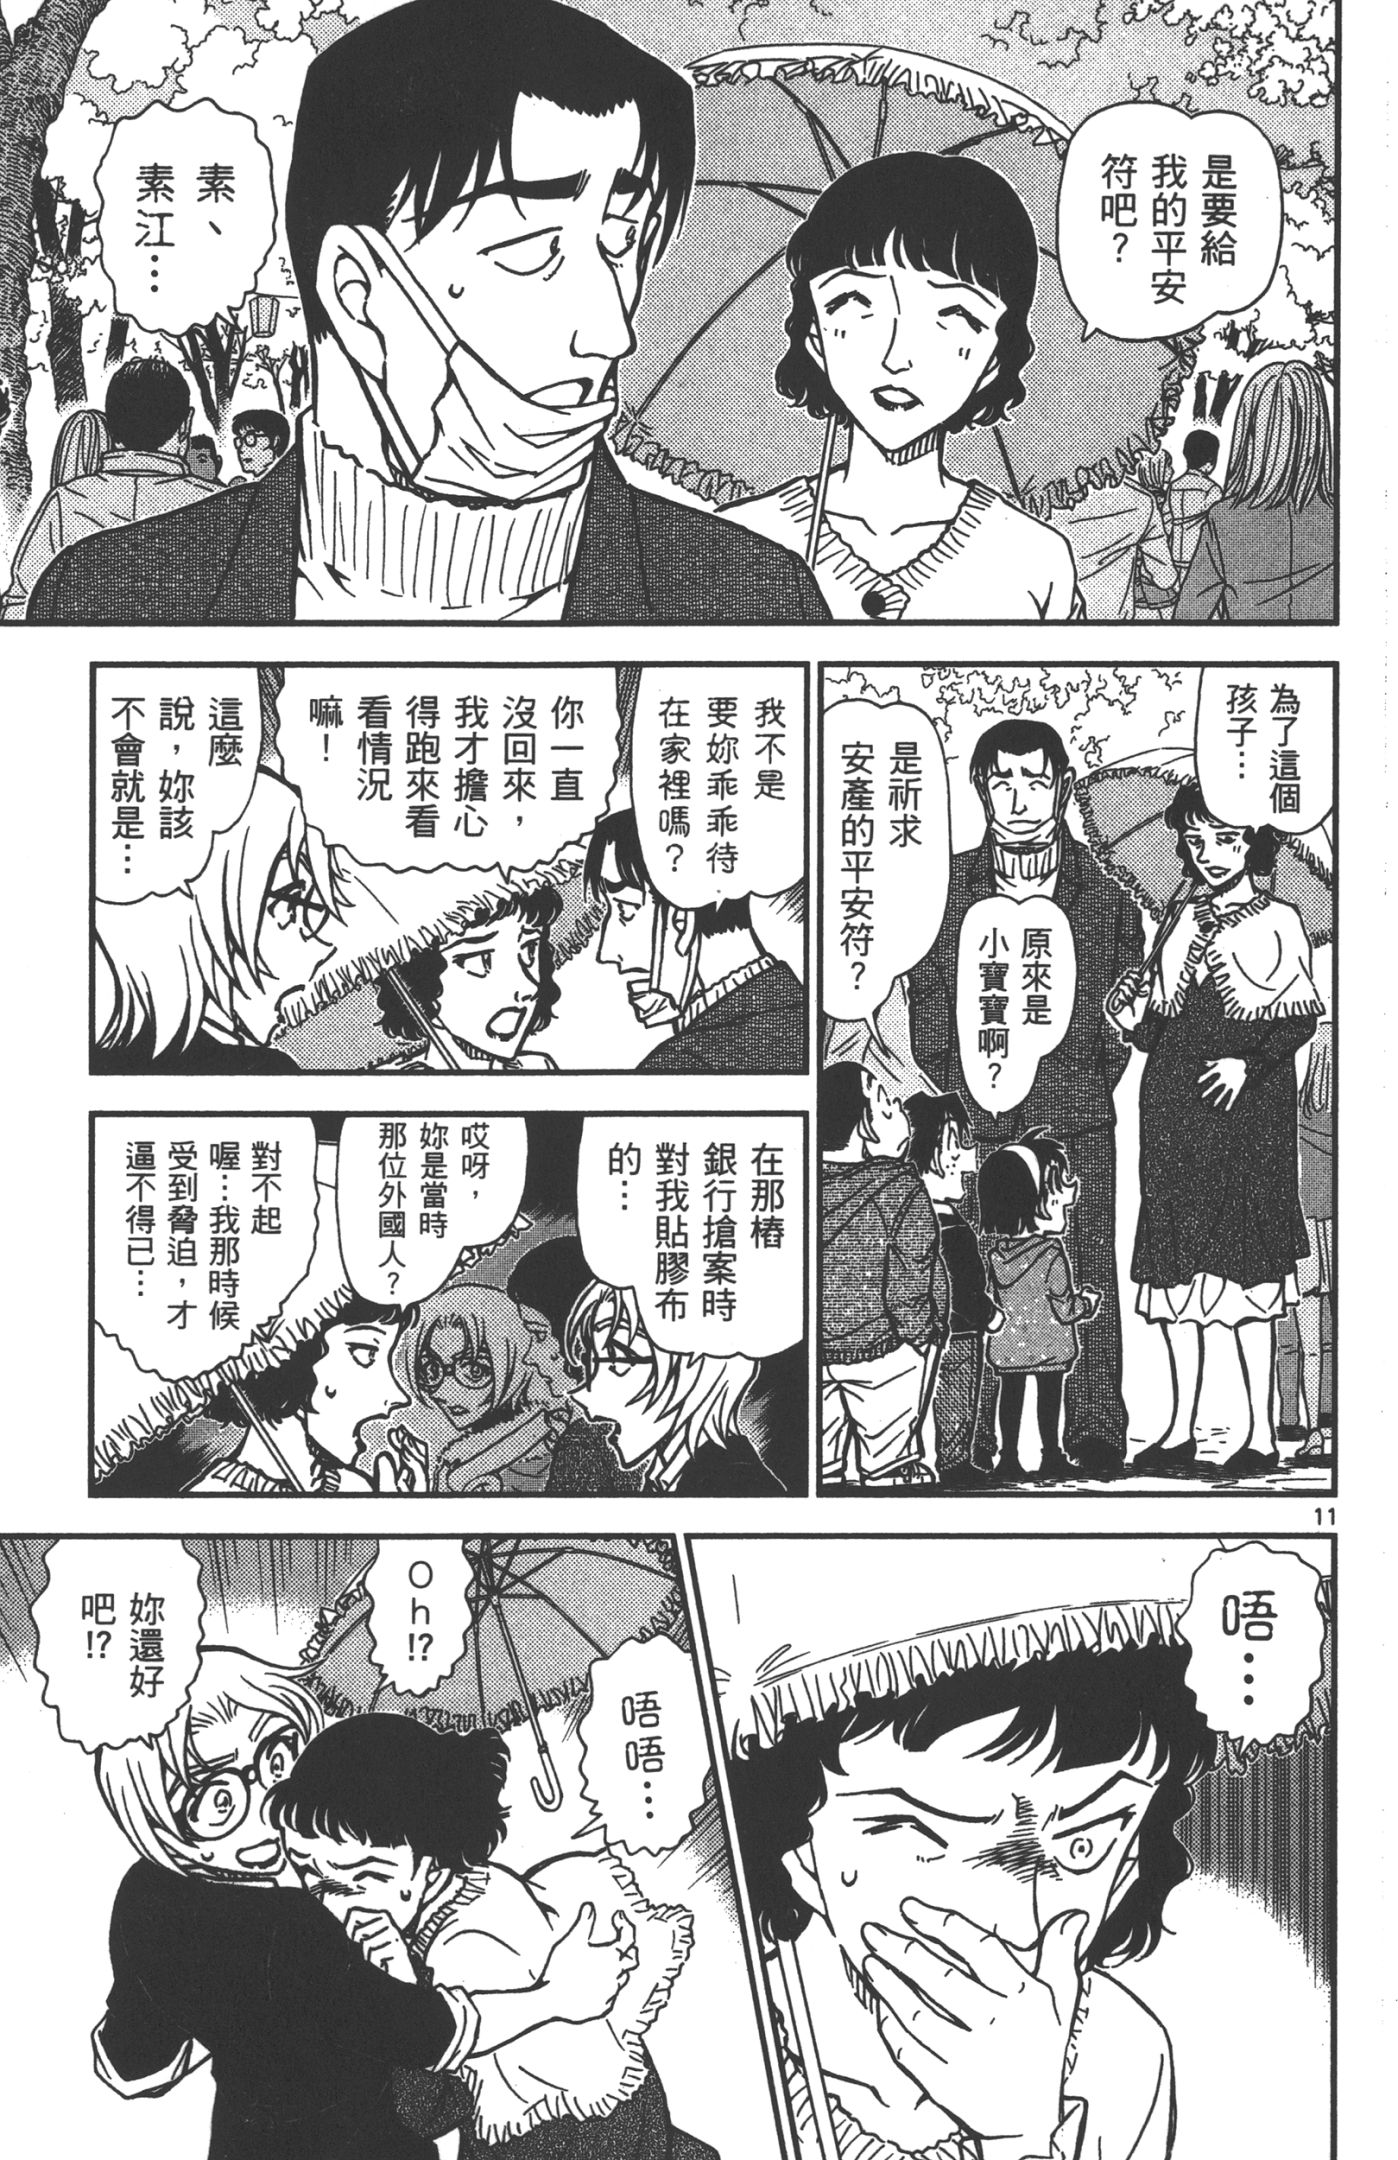 是要給
我的平安
符吧？
素、
素江…
為了這個
孩子…
原來是
小寶寶啊？
是祈求
安產的平安符？
我不是
要妳乖乖待
在家裡嗎？
你一直
沒回來，
我才擔心
得跑來看
看情況
嘛！
這麼
說，妳該
不會就是…
在那樁
銀行搶案時
對我貼膠布
的…
哎呀，
妳是當時
那位外國人？
對不起
喔…我那時候
受到脅迫，才
逼不得已…
11
唔…
唔唔…
Oh!?
妳還好
吧!?